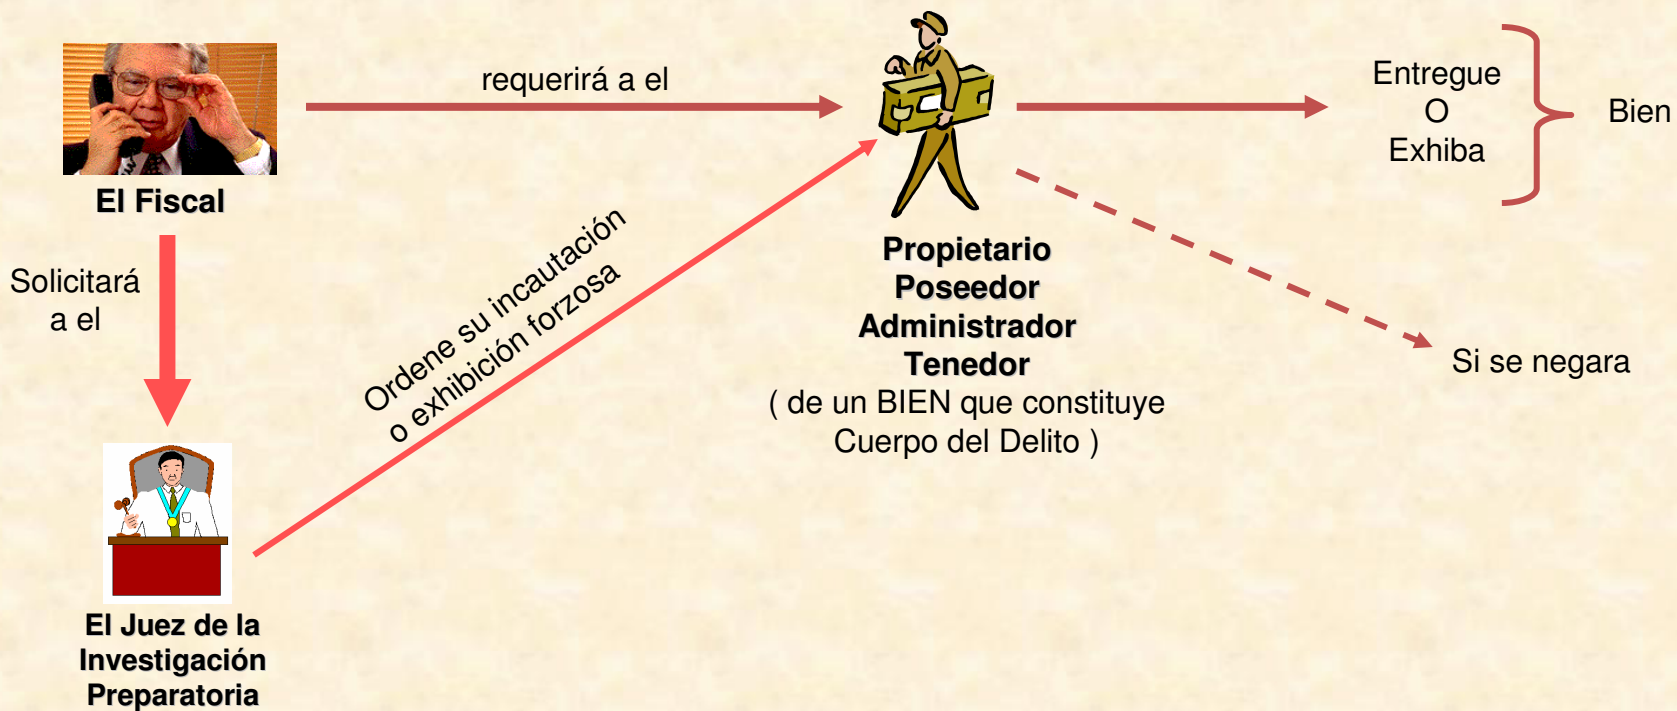 requerirá a el
Entregue
O
Exhiba
Bien
El Fiscal
Solicitará
a el
Ordene su incautación
o exhibición forzosa
Propietario
Poseedor
Administrador
Tenedor
( de un BIEN que constituye
Cuerpo del Delito )
Si se negara
El Juez de la
Investigación
Preparatoria